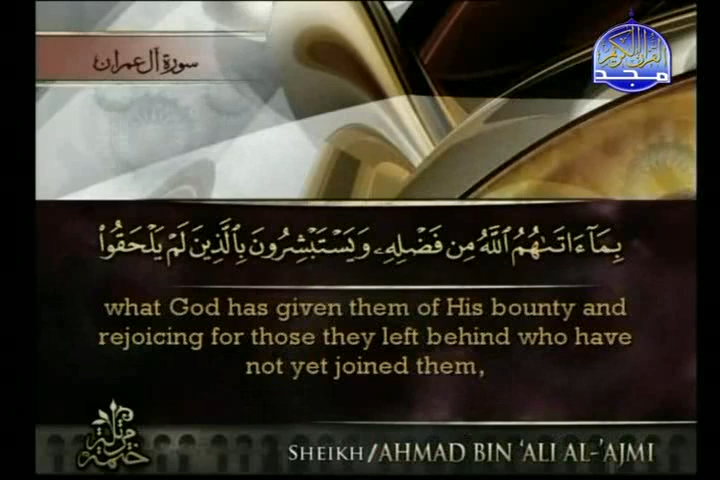 سورة آل عمران
القرآن الكريم
مجد
بِمَآ ءَاتَىٰهُمُ ٱللَّهُ مِن فَضْلِهِۦ وَيَسْتَبْشِرُونَ بِٱلَّذِينَ لَمْ يَلْحَقُوا۟
what God has given them of His bounty and
rejoicing for those they left behind who have
not yet joined them,
SHEIKH/AHMAD BIN ‘ALI AL-’AJMI